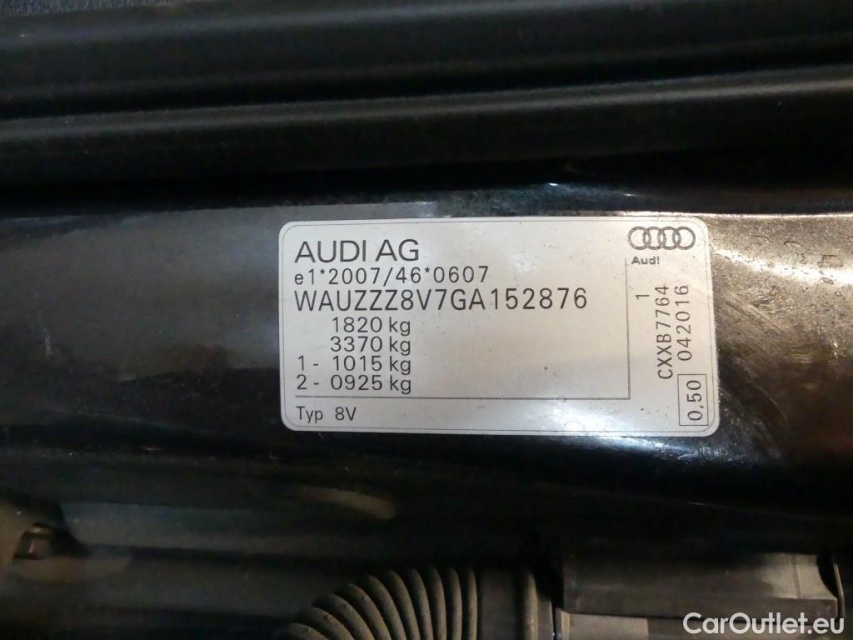 AUDI AG
e1*2007/46*0607
WAUZZZ8V7GA152876
1820 kg
3370 kg
1 - 1015 kg
2 - 0925 kg
Typ 8V
Audi
1
CXXB7764
042016
0,50
CarOutlet.eu